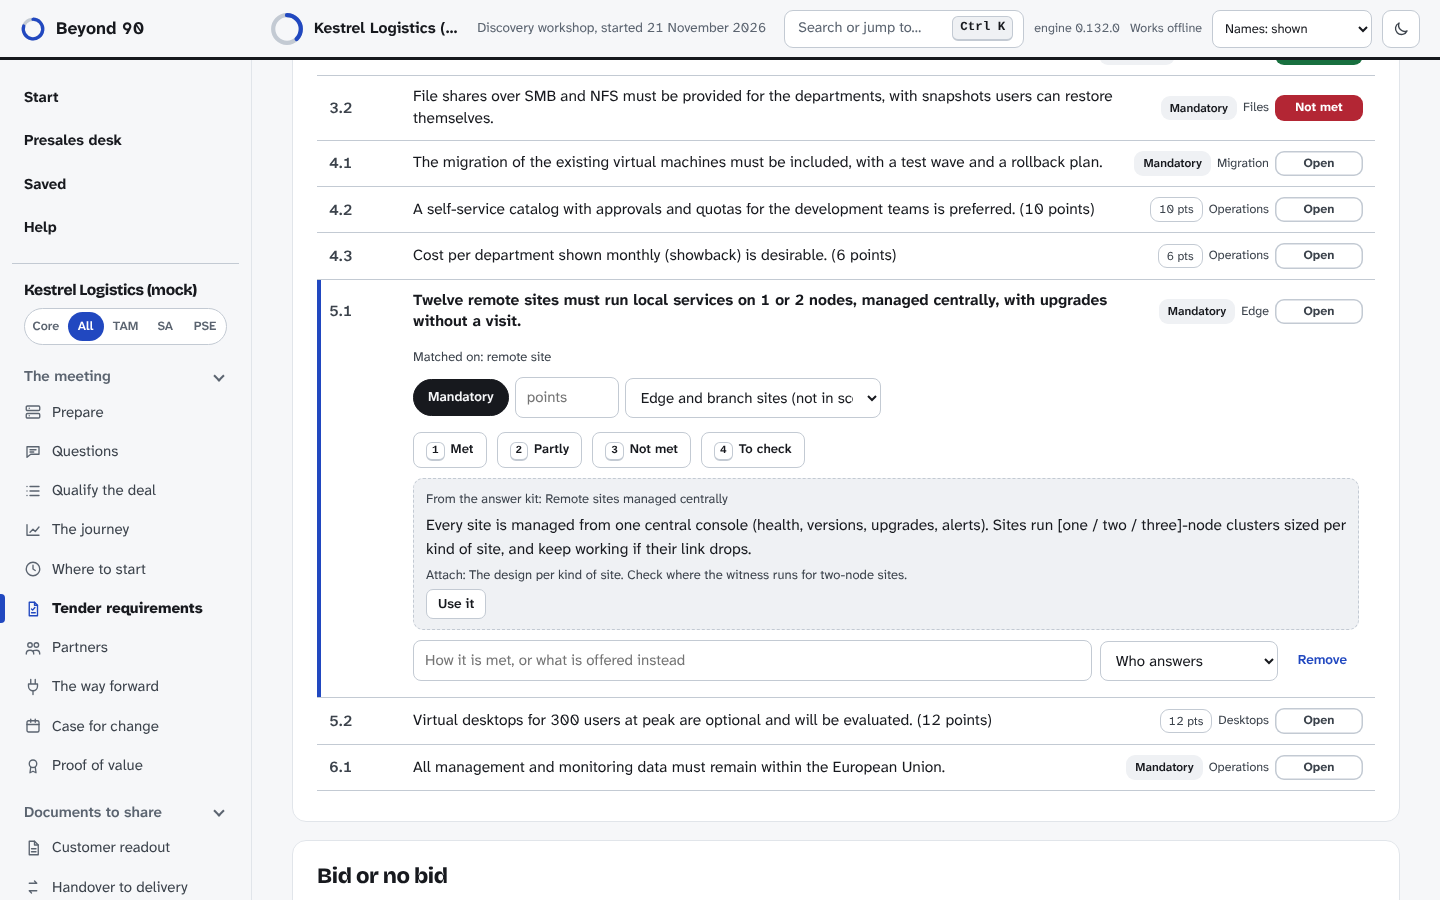 Beyond 90
Kestrel Logistics (...
Discovery workshop, started 21 November 2026
Search or jump to...
Ctrl K
engine 0.132.0
Works offline
Names: shown
Start
Presales desk
Saved
Help
Kestrel Logistics (mock)
Core All TAM SA PSE
The meeting
Prepare
Questions
Qualify the deal
The journey
Where to start
Tender requirements
Partners
The way forward
Case for change
Proof of value
Documents to share
Customer readout
Handover to delivery
3.2
File shares over SMB and NFS must be provided for the departments, with snapshots users can restore
themselves.
Mandatory Files Not met
4.1 The migration of the existing virtual machines must be included, with a test wave and a rollback plan. Mandatory Migration Open
4.2 A self-service catalog with approvals and quotas for the development teams is preferred. (10 points) 10 pts Operations Open
4.3 Cost per department shown monthly (showback) is desirable. (6 points) 6 pts Operations Open
5.1
Twelve remote sites must run local services on 1 or 2 nodes, managed centrally, with upgrades
without a visit.
Mandatory Edge Open
Matched on: remote site
Mandatory points Edge and branch sites (not in sc
1 Met 2 Partly 3 Not met 4 To check
From the answer kit: Remote sites managed centrally
Every site is managed from one central console (health, versions, upgrades, alerts). Sites run [one / two / three]-node clusters sized per
kind of site, and keep working if their link drops.
Attach: The design per kind of site. Check where the witness runs for two-node sites.
Use it
How it is met, or what is offered instead Who answers Remove
5.2 Virtual desktops for 300 users at peak are optional and will be evaluated. (12 points) 12 pts Desktops Open
6.1 All management and monitoring data must remain within the European Union. Mandatory Operations Open
Bid or no bid